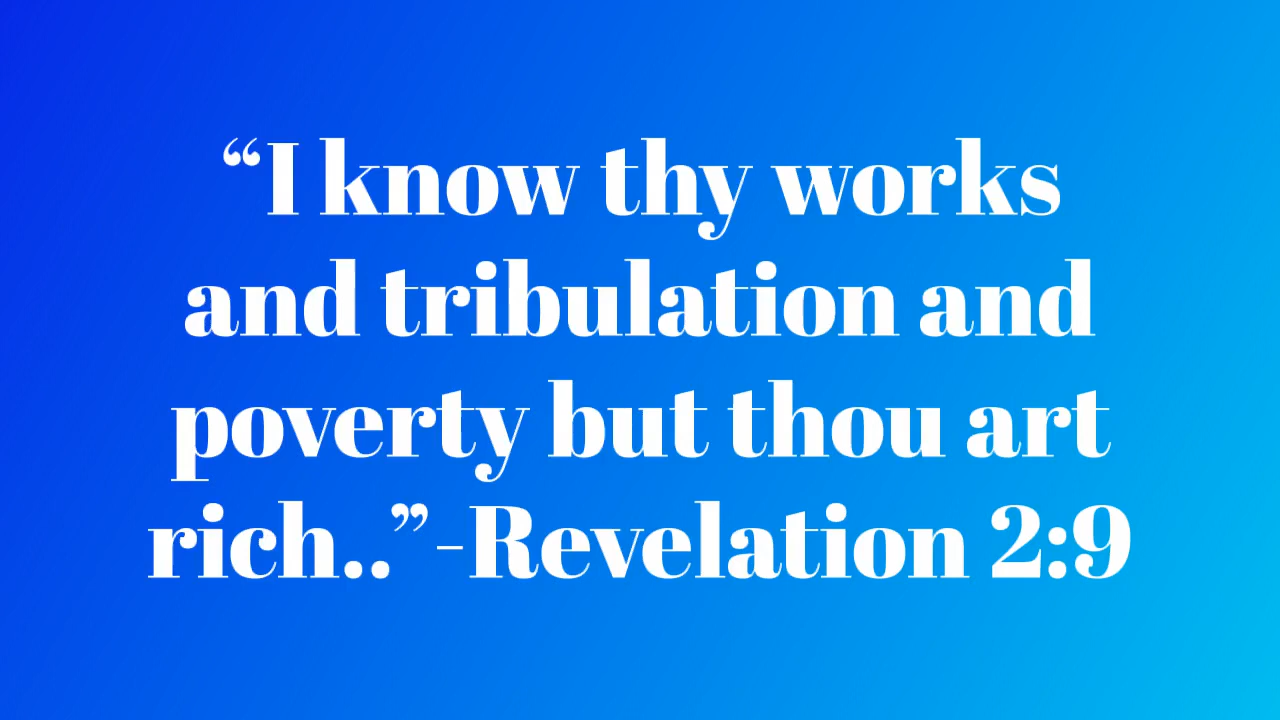 “I know thy works
and tribulation and
poverty but thou art
rich..”-Revelation 2:9